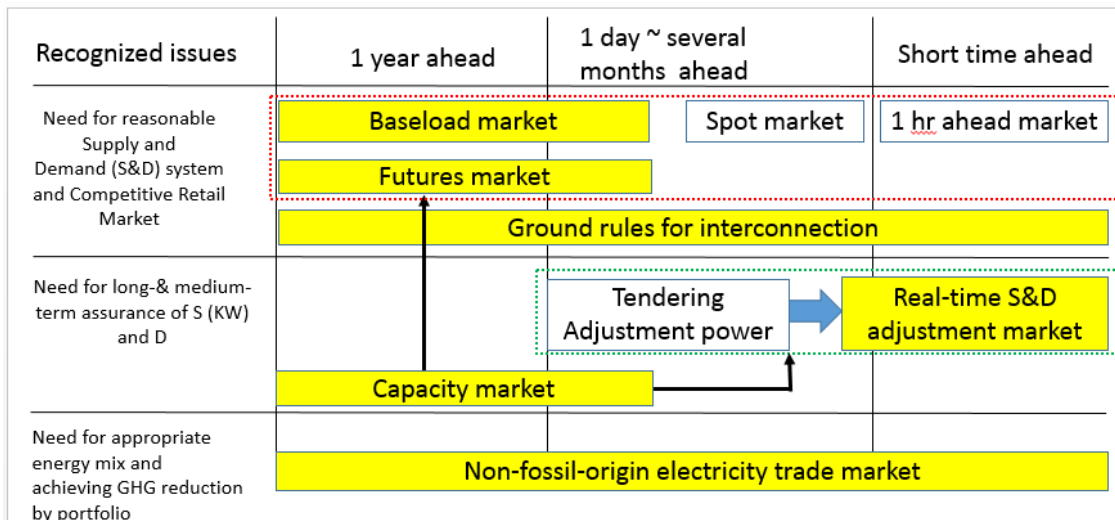 Recognized issues
1 year ahead
1 day ~ several
months ahead
Short time ahead
Need for reasonable
Supply and
Demand (S&D) system
and Competitive Retail
Market
Baseload market
Spot market
1 hr ahead market
Futures market
Ground rules for interconnection
Need for long-& medium-
term assurance of S (KW)
and D
Tendering
Adjustment power
Real-time S&D
adjustment market
Capacity market
Need for appropriate
energy mix and
achieving GHG reduction
by portfolio
Non-fossil-origin electricity trade market